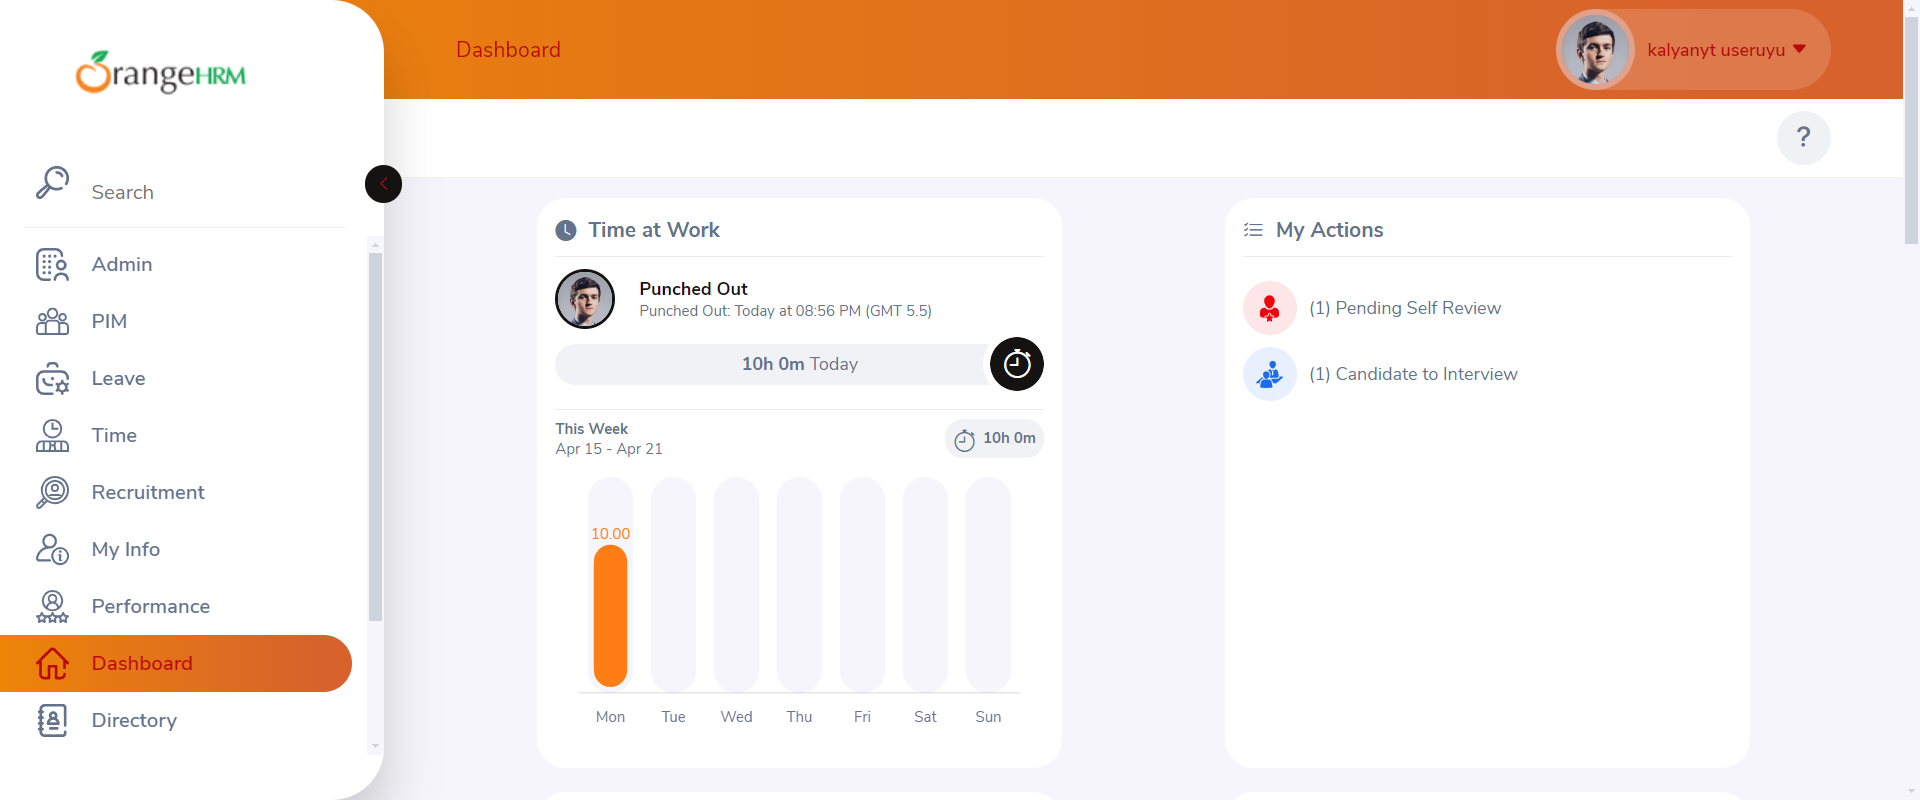 OrangeHRM
Dashboard
kalyanyt useruyu
?
Search
Admin
PIM
Leave
Time
Recruitment
My Info
Performance
Dashboard
Directory
Time at Work
Punched Out
Punched Out: Today at 08:56 PM (GMT 5.5)
10h 0m Today
This Week
Apr 15 - Apr 21
10h 0m
10.00
Mon Tue Wed Thu Fri Sat Sun
My Actions
(1) Pending Self Review
(1) Candidate to Interview